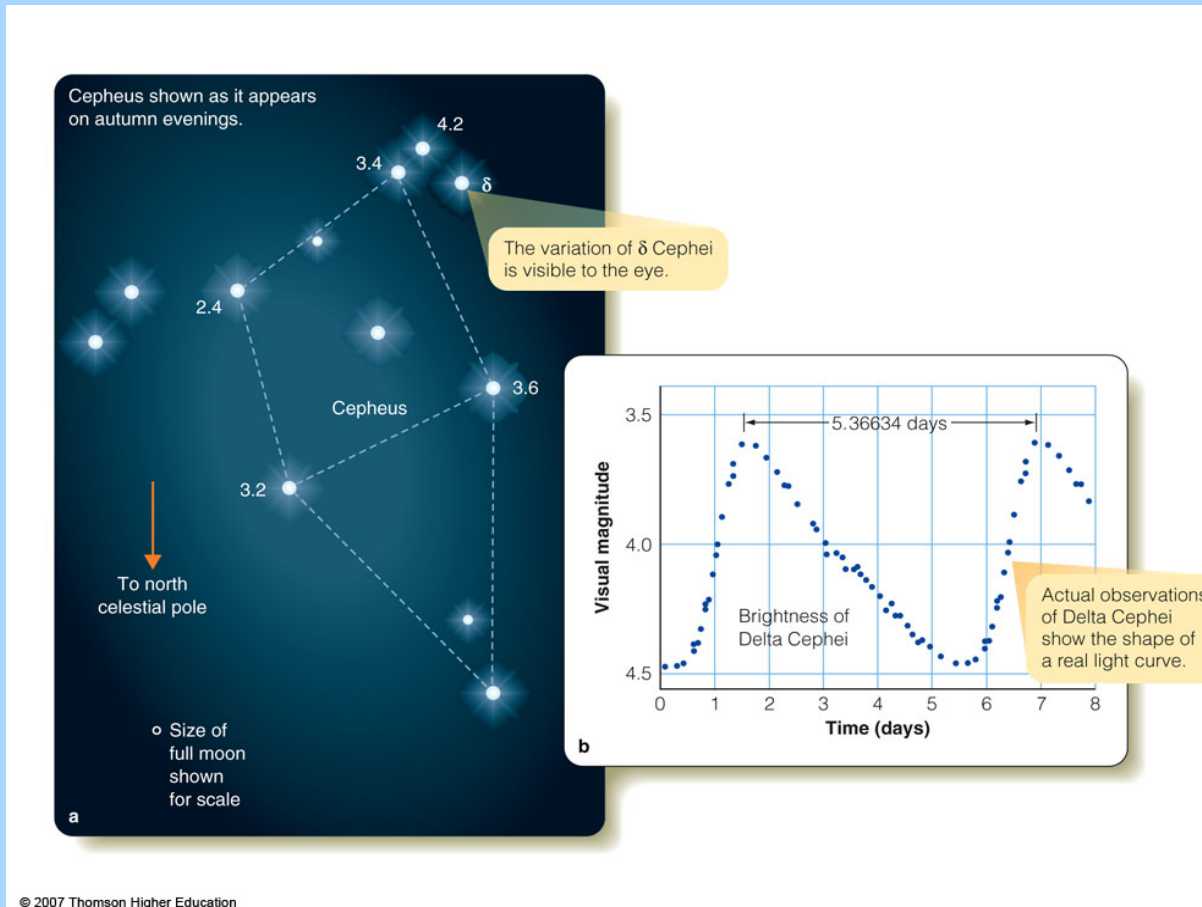 Cepheus shown as it appears
on autumn evenings.
4.2
3.4
δ
The variation of δ Cephei
is visible to the eye.
2.4
3.6
Cepheus
3.2
To north
celestial pole
Size of
full moon
shown
for scale
a
3.5
5.36634 days
4.0
Visual magnitude
Brightness of
Delta Cephei
Actual observations
of Delta Cephei
show the shape of
a real light curve.
4.5
0 1 2 3 4 5 6 7 8
Time (days)
b
© 2007 Thomson Higher Education